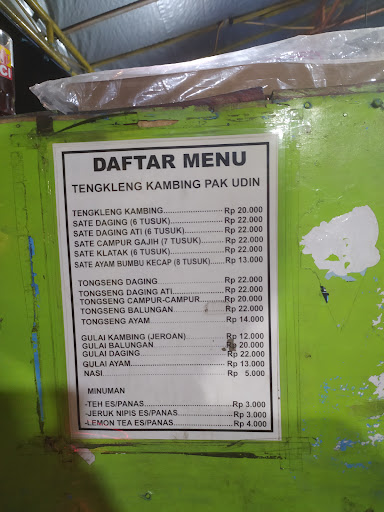 DAFTAR MENU
TENGKLENG KAMBING PAK UDIN
TENGKLENG KAMBING................Rp 20.000
SATE DAGING (6 TUSUK)................Rp 22.000
SATE DAGING ATI (6 TUSUK)..........Rp 22.000
SATE CAMPUR GAJIH (7 TUSUK)....Rp 22.000
SATE KLATAK (6 TUSUK)................Rp 22.000
SATE AYAM BUMBU KECAP (8 TUSUK)...Rp 13.000
TONGSENG DAGING.....................Rp 22.000
TONGSENG DAGING ATI................Rp 22.000
TONGSENG CAMPUR-CAMPUR.......Rp 20.000
TONGSENG BALUNGAN.................Rp 22.000
TONGSENG AYAM........................Rp 14.000
GULAI KAMBING (JEROAN)............Rp 12.000
GULAI BALUNGAN.......................Rp 20.000
GULAI DAGING...........................Rp 22.000
GULAI AYAM..............................Rp 13.000
NASI.........................................Rp 5.000
MINUMAN
-TEH ES/PANAS..........................Rp 3.000
-JERUK NIPIS ES/PANAS..............Rp 3.000
-LEMON TEA ES/PANAS...............Rp 4.000